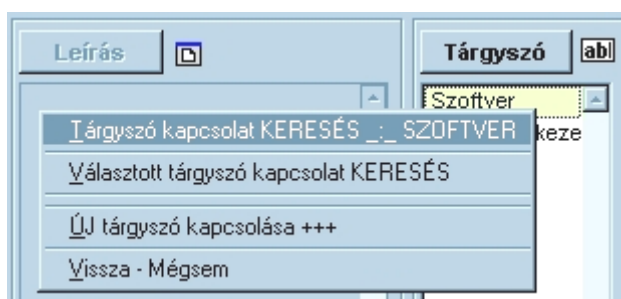 Leírás
Tárgyszó
abl
Szoftver
Tárgyszó kapcsolat KERESÉS _:_ SZOFTVER
keze
Választott tárgyszó kapcsolat KERESÉS
ÚJ tárgyszó kapcsolása +++
Vissza - Mégsem